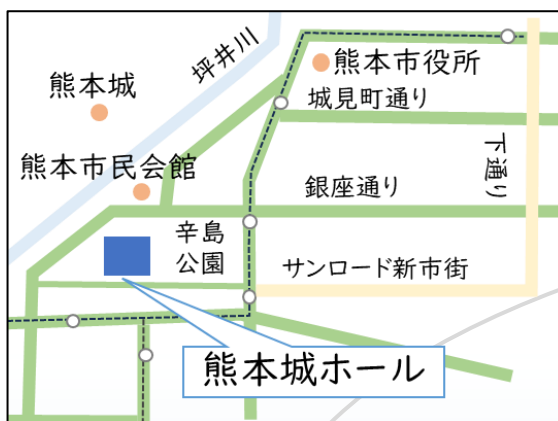 坪井川
熊本市役所
熊本城
城見町通り
下通り
熊本市民会館
銀座通り
辛島
公園
サンロード新市街
熊本城ホール